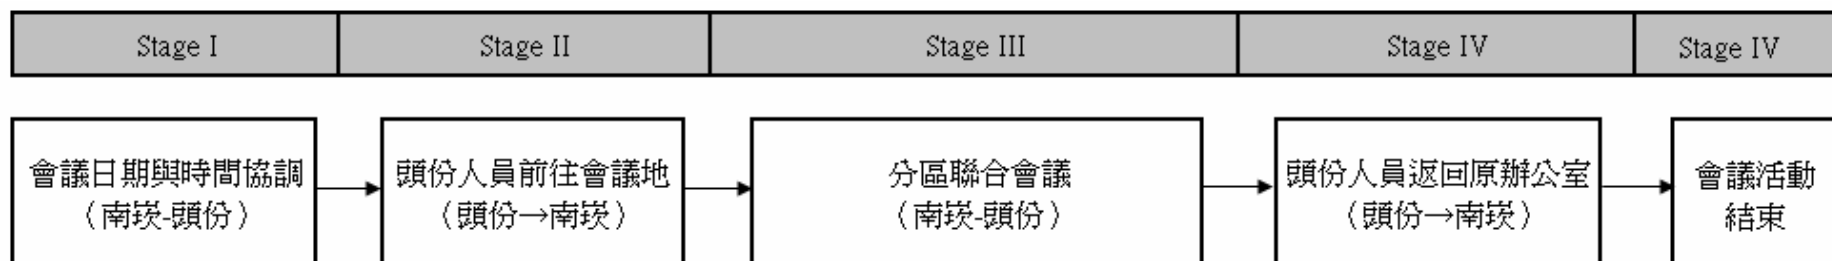 Stage I
Stage II
Stage III
Stage IV
Stage IV
會議日期與時間協調
（南崁-頭份）
頭份人員前往會議地
（頭份→南崁）
分區聯合會議
（南崁-頭份）
頭份人員返回原辦公室
（頭份→南崁）
會議活動
結束